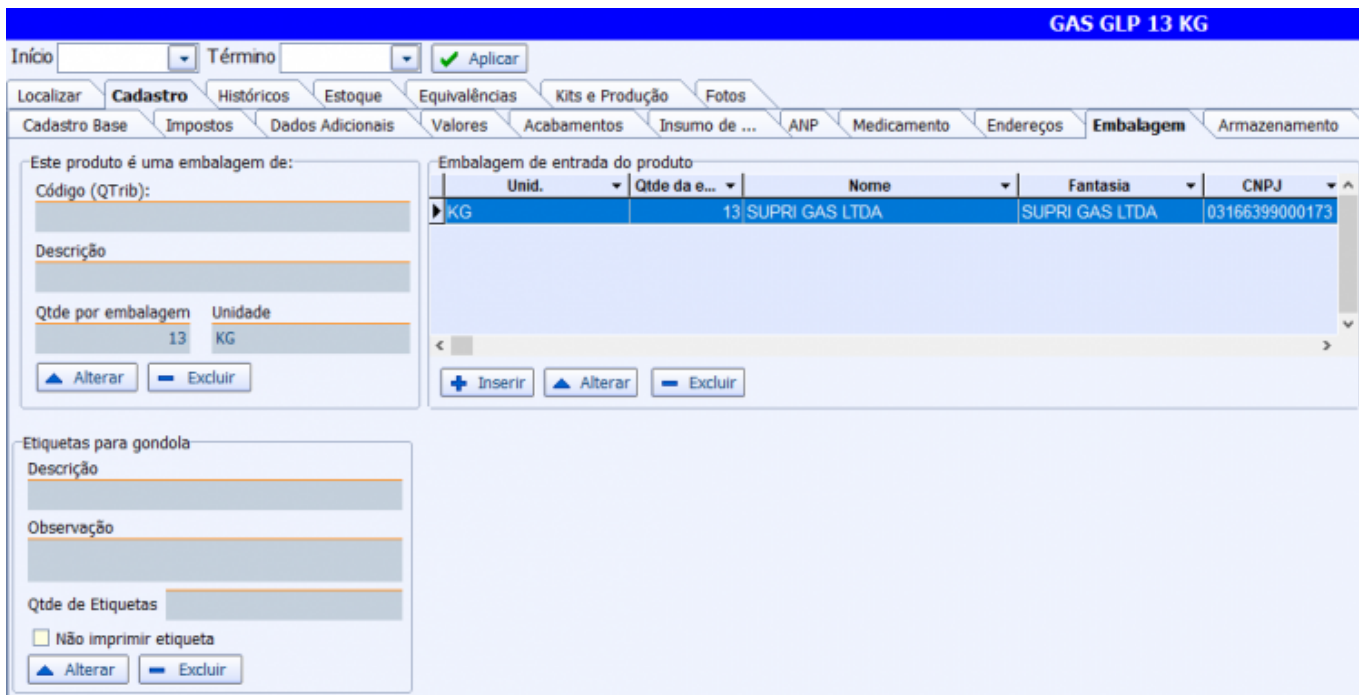 GAS GLP 13 KG
Início Término Aplicar
Localizar Cadastro Históricos Estoque Equivalências Kits e Produção Fotos
Cadastro Base Impostos Dados Adicionais Valores Acabamentos Insumo de ... ANP Medicamento Endereços Embalagem Armazenamento
Este produto é uma embalagem de:
Código (QTrib):
Descrição
Qtde por embalagem Unidade
13 KG
Alterar Excluir
Embalagem de entrada do produto
Unid. Qtde da e... Nome Fantasia CNPJ
KG 13 SUPRI GAS LTDA SUPRI GAS LTDA 03166399000173
Inserir Alterar Excluir
Etiquetas para gondola
Descrição
Observação
Qtde de Etiquetas
Não imprimir etiqueta
Alterar Excluir